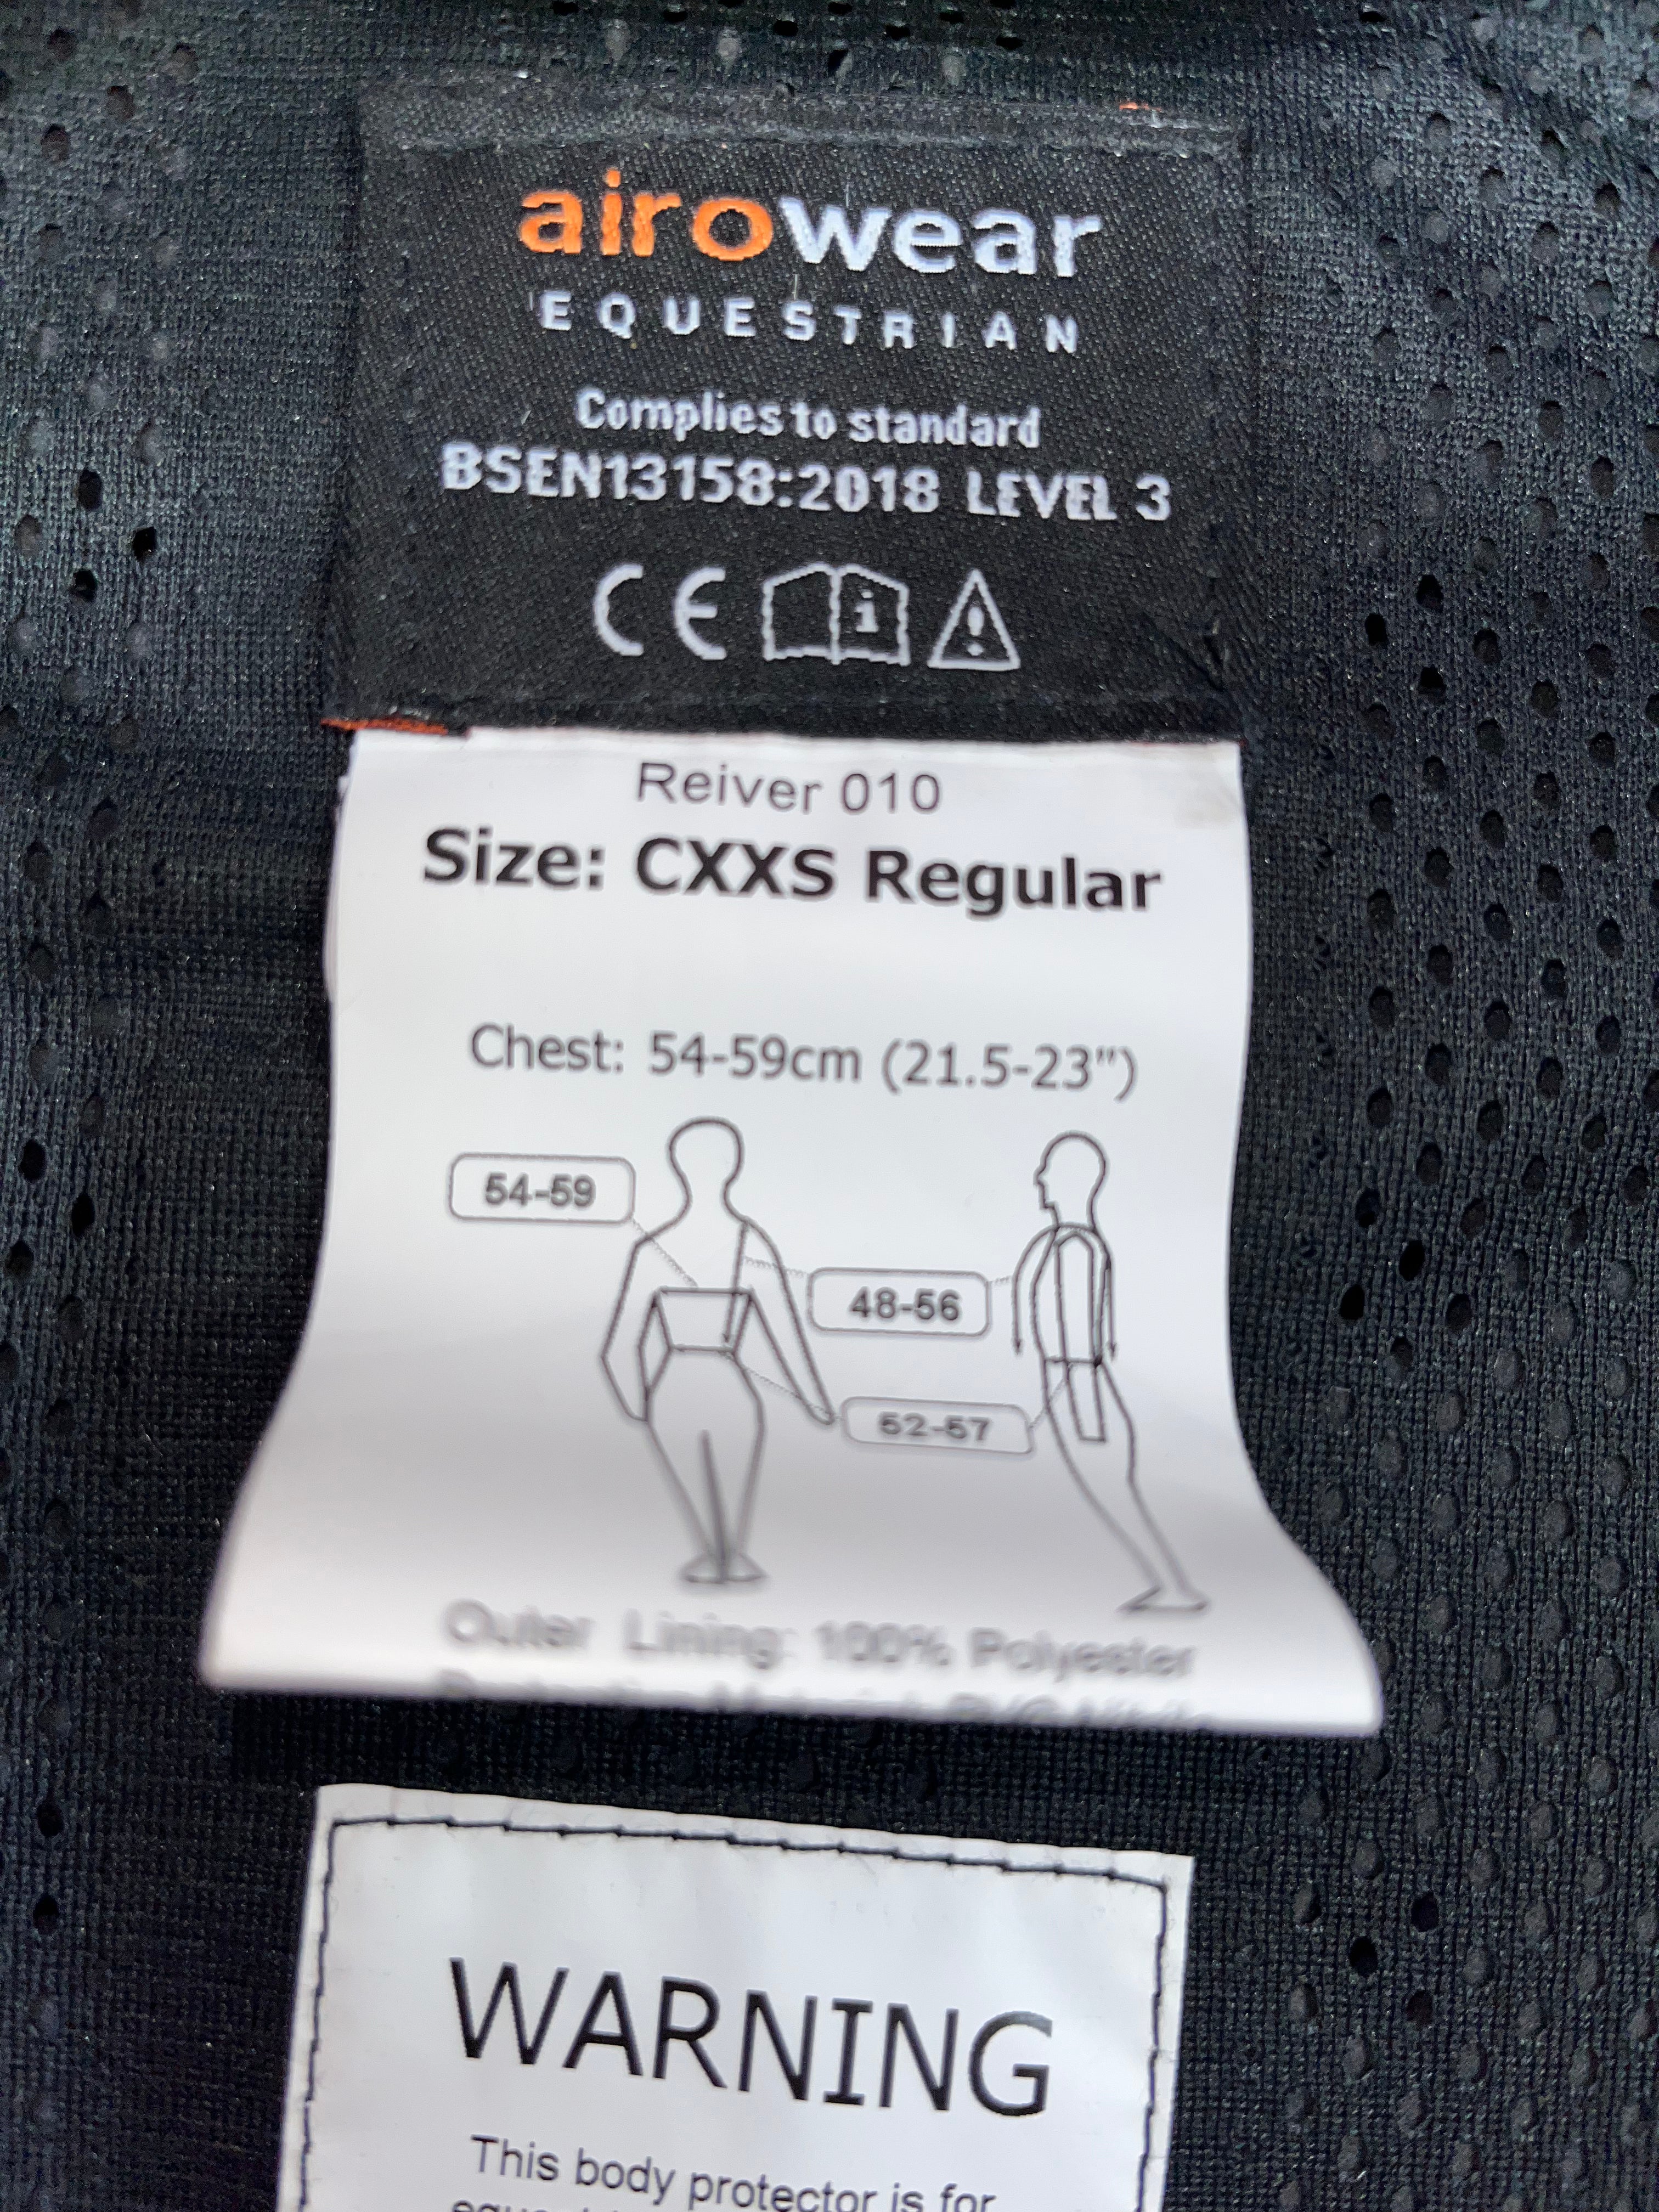 airowear
EQUESTRIAN
Complies to standard
BSEN13158:2018 LEVEL 3
CE i
Reiver 010
Size: CXXS Regular
Chest: 54-59cm (21.5-23")
54-59
48-56
52-57
Outer Lining: 100% Polyester
WARNING
This body protector is for